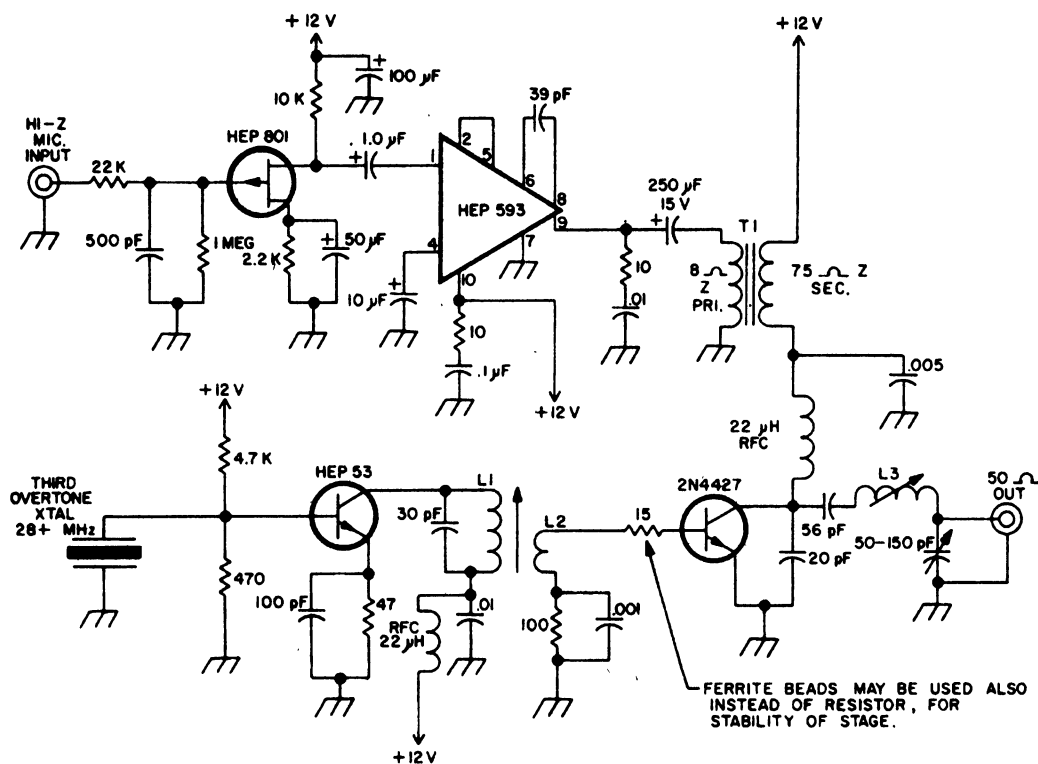 +12 V
+
100 µF
10 K
HI-Z
MIC.
INPUT
22 K
HEP 801
+
1.0 µF
500 pF
1 MEG
2.2 K
+
50 µF
1
2
5
39 pF
6
8
9
HEP 593
4
7
10
+
10 µF
10
.1 µF
+12 V
10
.01
250 µF
15 V
+
T1
8 Ω
Z
PRI.
75 Ω Z
SEC.
+12 V
.005
22 µH
RFC
+12 V
4.7 K
THIRD
OVERTONE
XTAL
28+ MHz
470
HEP 53
100 pF
47
30 pF
L1
RFC
22 µH
.01
+12V
L2
100
.001
15
2N4427
56 pF
20 pF
L3
50-150 pF
50 Ω
OUT
FERRITE BEADS MAY BE USED ALSO
INSTEAD OF RESISTOR, FOR
STABILITY OF STAGE.